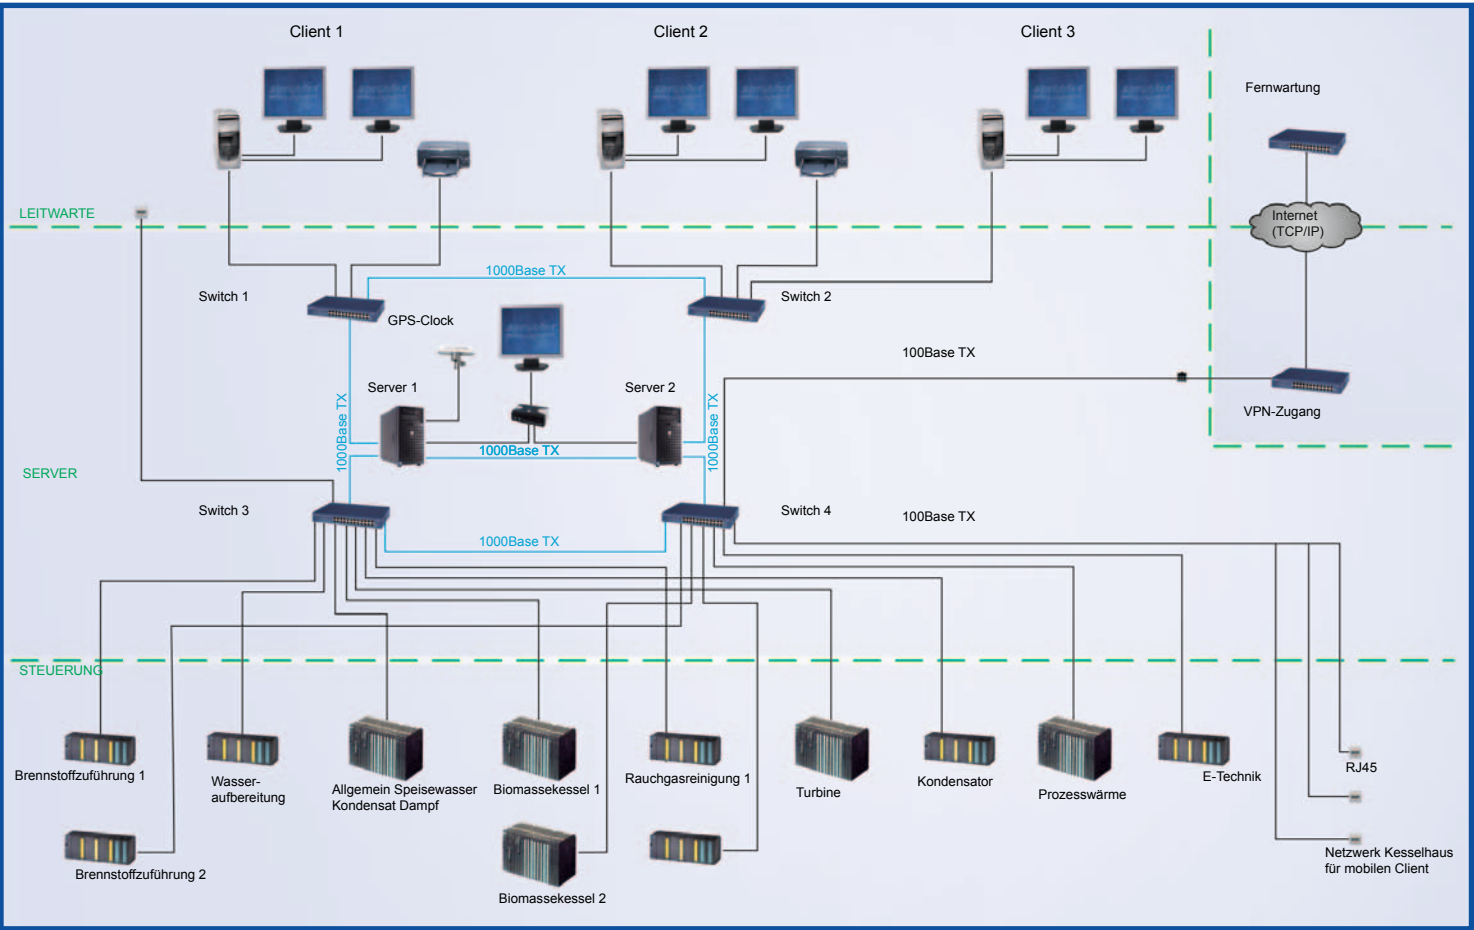 Client 1
Client 2
Client 3
Fernwartung
LEITWARTE
Internet
(TCP/IP)
1000Base TX
Switch 1
Switch 2
GPS-Clock
100Base TX
Server 1
Server 2
VPN-Zugang
1000Base TX
1000Base TX
1000Base TX
SERVER
Switch 3
Switch 4
100Base TX
1000Base TX
STEUERUNG
Brennstoffzuführung 1
Wasser-
aufbereitung
Allgemein Speisewasser
Kondensat Dampf
Biomassekessel 1
Rauchgasreinigung 1
Turbine
Kondensator
Prozesswärme
E-Technik
RJ45
Brennstoffzuführung 2
Biomassekessel 2
Netzwerk Kesselhaus
für mobilen Client